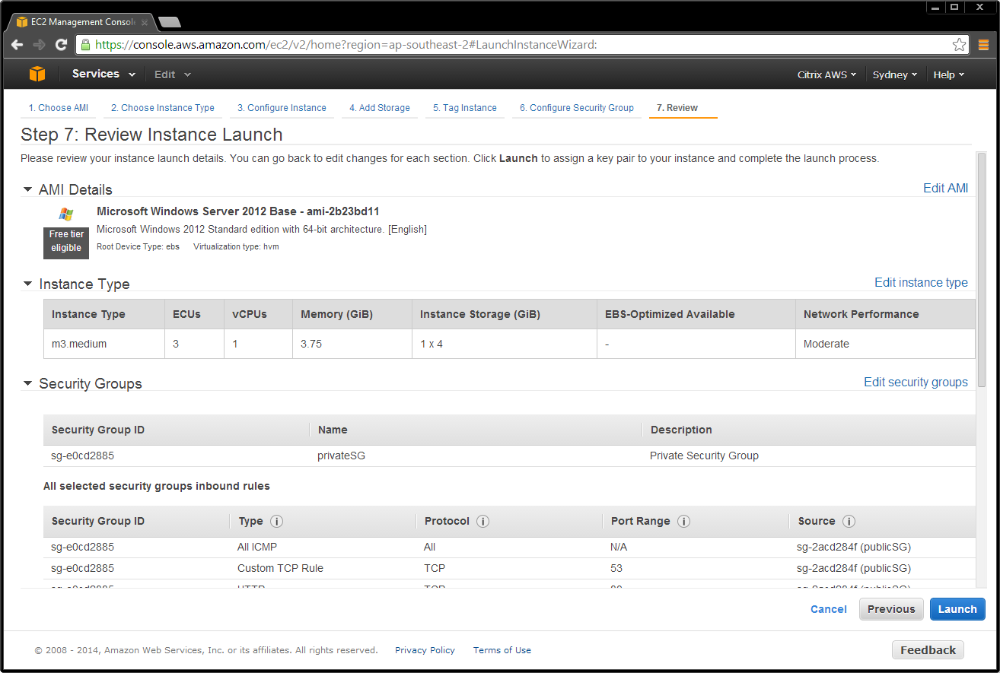 EC2 Management Consol
https://console.aws.amazon.com/ec2/v2/home?region=ap-southeast-2#LaunchInstanceWizard:
Services Edit Citrix AWS Sydney Help
1. Choose AMI 2. Choose Instance Type 3. Configure Instance 4. Add Storage 5. Tag Instance 6. Configure Security Group 7. Review
Step 7: Review Instance Launch
Please review your instance launch details. You can go back to edit changes for each section. Click Launch to assign a key pair to your instance and complete the launch process.
AMI Details Edit AMI
Microsoft Windows Server 2012 Base - ami-2b23bd11
Free tier eligible
Microsoft Windows 2012 Standard edition with 64-bit architecture. [English]
Root Device Type: ebs Virtualization type: hvm
Instance Type Edit instance type
Instance Type ECUs vCPUs Memory (GiB) Instance Storage (GiB) EBS-Optimized Available Network Performance
m3.medium 3 1 3.75 1 x 4 - Moderate
Security Groups Edit security groups
Security Group ID Name Description
sg-e0cd2885 privateSG Private Security Group
All selected security groups inbound rules
Security Group ID Type i Protocol i Port Range i Source i
sg-e0cd2885 All ICMP All N/A sg-2acd284f (publicSG)
sg-e0cd2885 Custom TCP Rule TCP 53 sg-2acd284f (publicSG)
sg-e0cd2885 HTTP TCP 80 sg-2acd284f (publicSG)
Cancel Previous Launch
© 2008 - 2014, Amazon Web Services, Inc. or its affiliates. All rights reserved. Privacy Policy Terms of Use Feedback